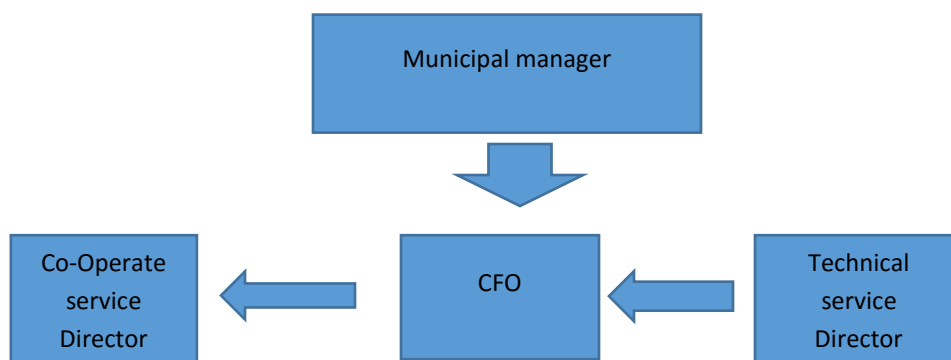 Municipal manager
Co-Operate
service
Director
CFO
Technical
service
Director